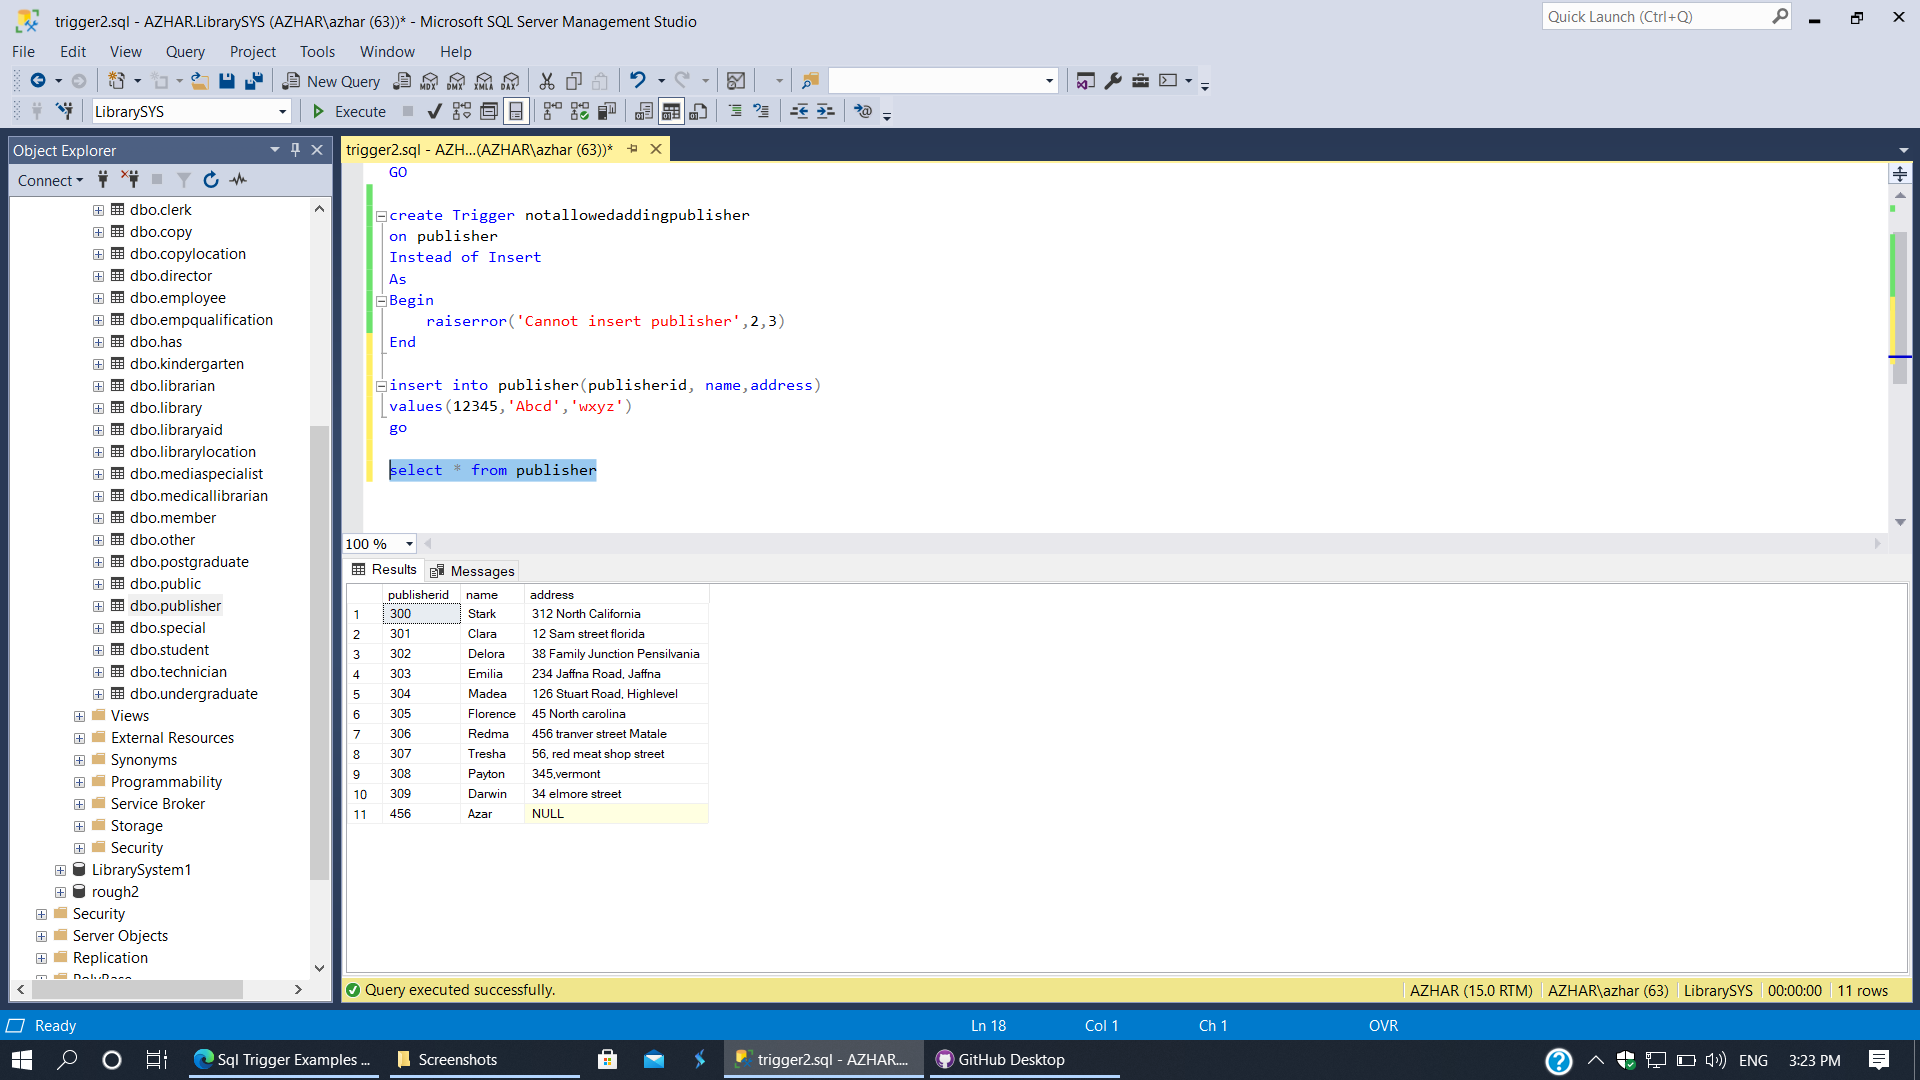 trigger2.sql - AZHAR.LibrarySYS (AZHAR\azhar (63))* - Microsoft SQL Server Management Studio
Quick Launch (Ctrl+Q)
File Edit View Query Project Tools Window Help
New Query
MDX DMX XMLA DAX
LibrarySYS
Execute
Object Explorer
Connect
dbo.clerk
dbo.copy
dbo.copylocation
dbo.director
dbo.employee
dbo.empqualification
dbo.has
dbo.kindergarten
dbo.librarian
dbo.library
dbo.libraryaid
dbo.librarylocation
dbo.mediaspecialist
dbo.medicallibrarian
dbo.member
dbo.other
dbo.postgraduate
dbo.public
dbo.publisher
dbo.special
dbo.student
dbo.technician
dbo.undergraduate
Views
External Resources
Synonyms
Programmability
Service Broker
Storage
Security
LibrarySystem1
rough2
Security
Server Objects
Replication
PolyBase
trigger2.sql - AZH...(AZHAR\azhar (63))*
GO
create Trigger notallowedaddingpublisher
on publisher
Instead of Insert
As
Begin
raiserror('Cannot insert publisher',2,3)
End
insert into publisher(publisherid, name,address)
values(12345,'Abcd','wxyz')
go
select * from publisher
100 %
Results Messages
publisherid name address
1 300 Stark 312 North California
2 301 Clara 12 Sam street florida
3 302 Delora 38 Family Junction Pensilvania
4 303 Emilia 234 Jaffna Road, Jaffna
5 304 Madea 126 Stuart Road, Highlevel
6 305 Florence 45 North carolina
7 306 Redma 456 tranver street Matale
8 307 Tresha 56, red meat shop street
9 308 Payton 345,vermont
10 309 Darwin 34 elmore street
11 456 Azar NULL
Query executed successfully.
AZHAR (15.0 RTM) AZHAR\azhar (63) LibrarySYS 00:00:00 11 rows
Ready
Ln 18 Col 1 Ch 1 OVR
Sql Trigger Examples ...
Screenshots
trigger2.sql - AZHAR....
GitHub Desktop
ENG 3:23 PM